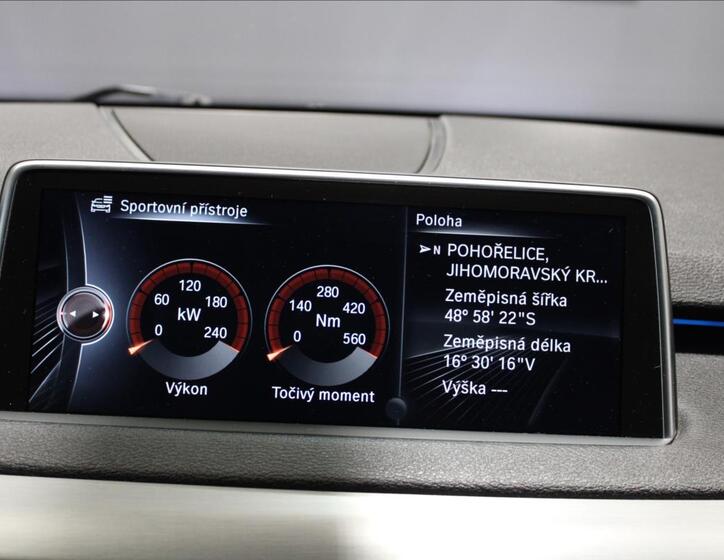 Sportovní přístroje
120
60
180
kW
0
240
Výkon
280
140
420
Nm
0
560
Točivý moment
Poloha
N POHOŘELICE,
JIHOMORAVSKÝ KR...
Zeměpisná šířka
48° 58' 22"S
Zeměpisná délka
16° 30' 16"V
Výška ---